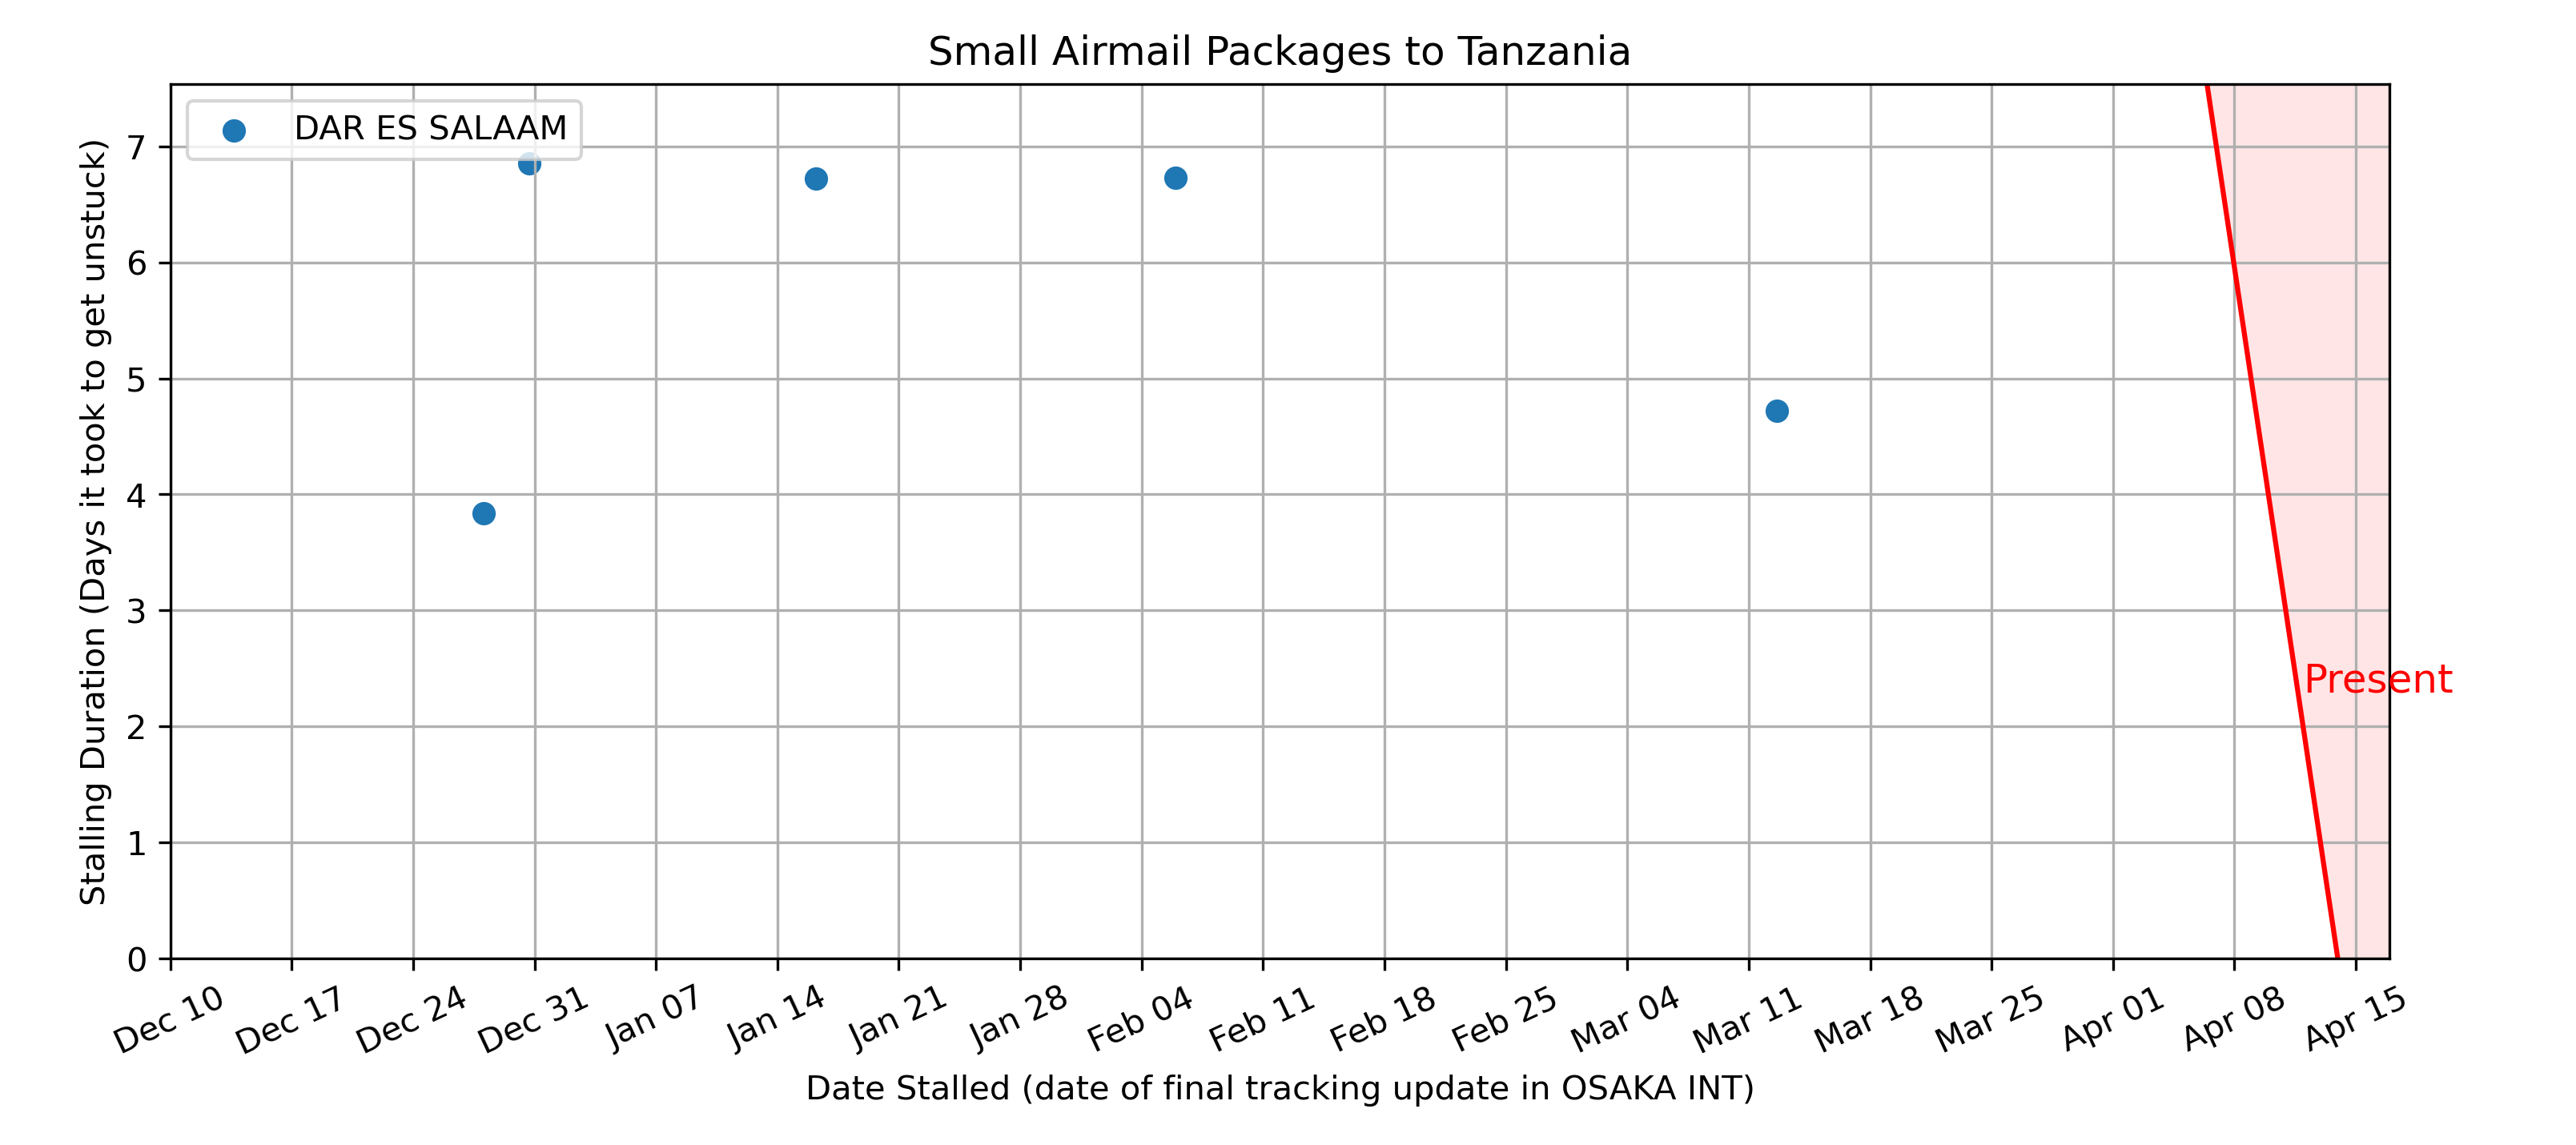 Small Airmail Packages to Tanzania
DAR ES SALAAM
Stalling Duration (Days it took to get unstuck)
7
6
5
4
3
2
1
0
Present
Dec 10 Dec 17 Dec 24 Dec 31 Jan 07 Jan 14 Jan 21 Jan 28 Feb 04 Feb 11 Feb 18 Feb 25 Mar 04 Mar 11 Mar 18 Mar 25 Apr 01 Apr 08 Apr 15
Date Stalled (date of final tracking update in OSAKA INT)